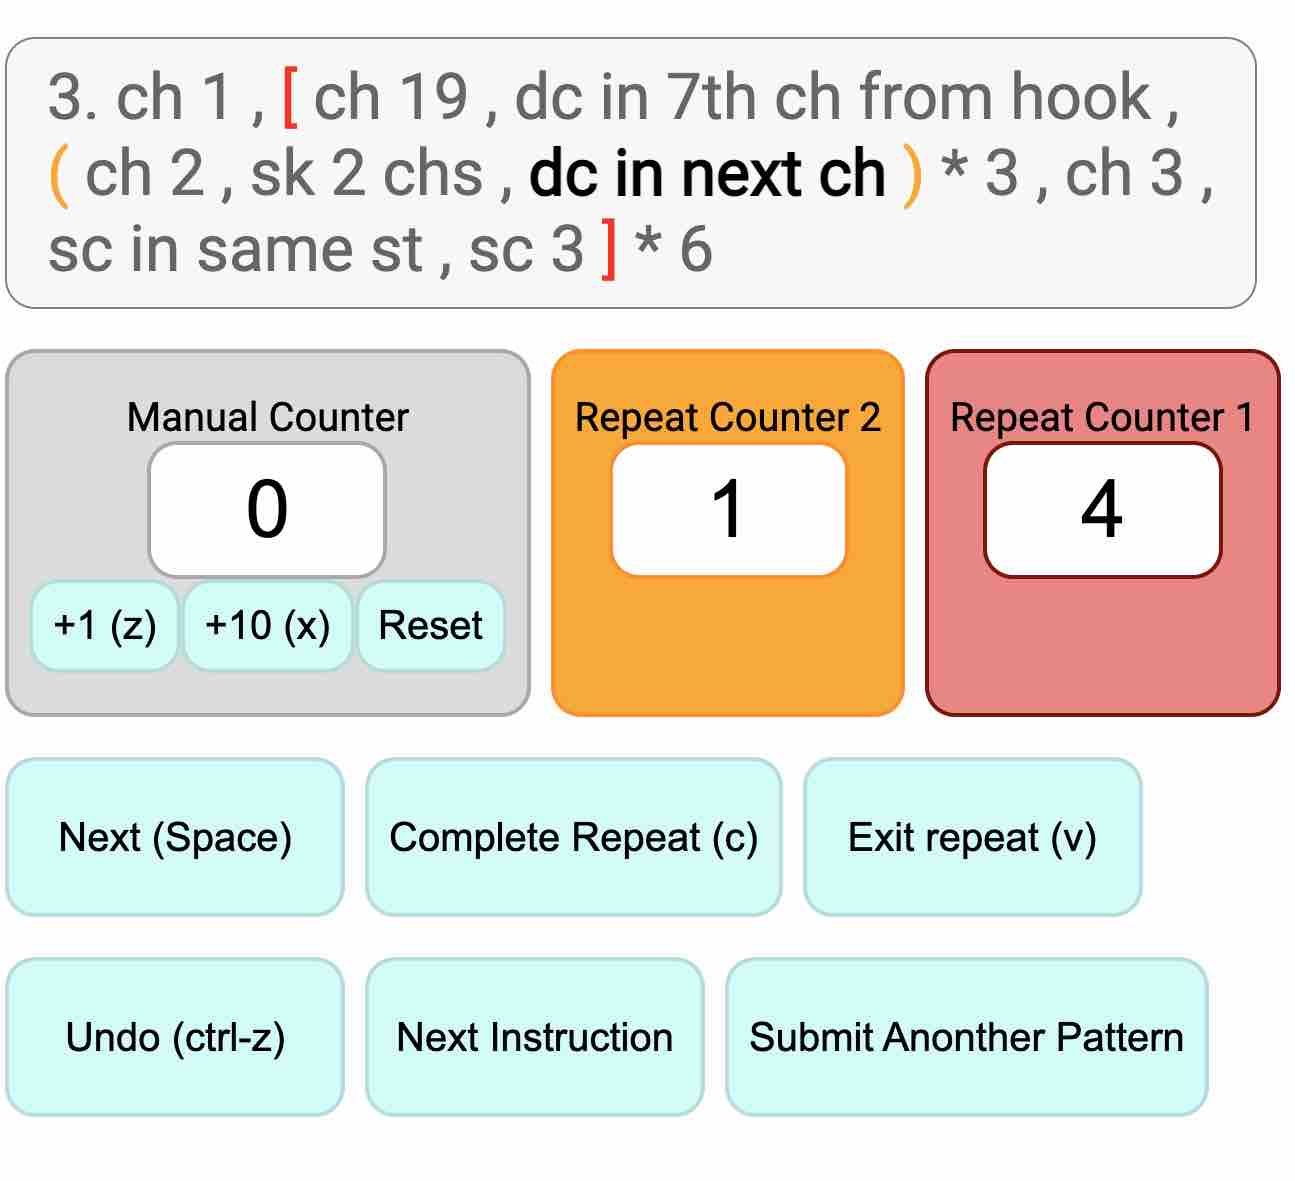 3. ch 1 , [ ch 19 , dc in 7th ch from hook ,
( ch 2 , sk 2 chs , dc in next ch ) * 3 , ch 3 ,
sc in same st , sc 3 ] * 6
Manual Counter
0
+1 (z) +10 (x) Reset
Repeat Counter 2
1
Repeat Counter 1
4
Next (Space) Complete Repeat (c) Exit repeat (v)
Undo (ctrl-z) Next Instruction Submit Anonther Pattern